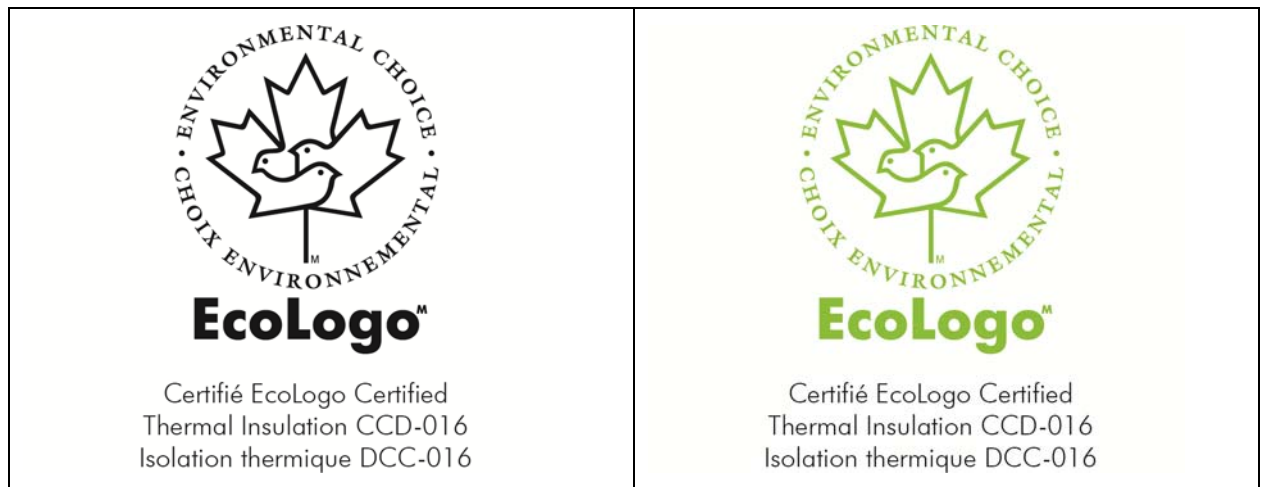 ENVIRONMENTAL CHOICE
CHOIX ENVIRONNEMENTAL
M
EcoLogo M
Certifié EcoLogo Certified
Thermal Insulation CCD-016
Isolation thermique DCC-016
ENVIRONMENTAL CHOICE
CHOIX ENVIRONNEMENTAL
M
EcoLogo M
Certifié EcoLogo Certified
Thermal Insulation CCD-016
Isolation thermique DCC-016